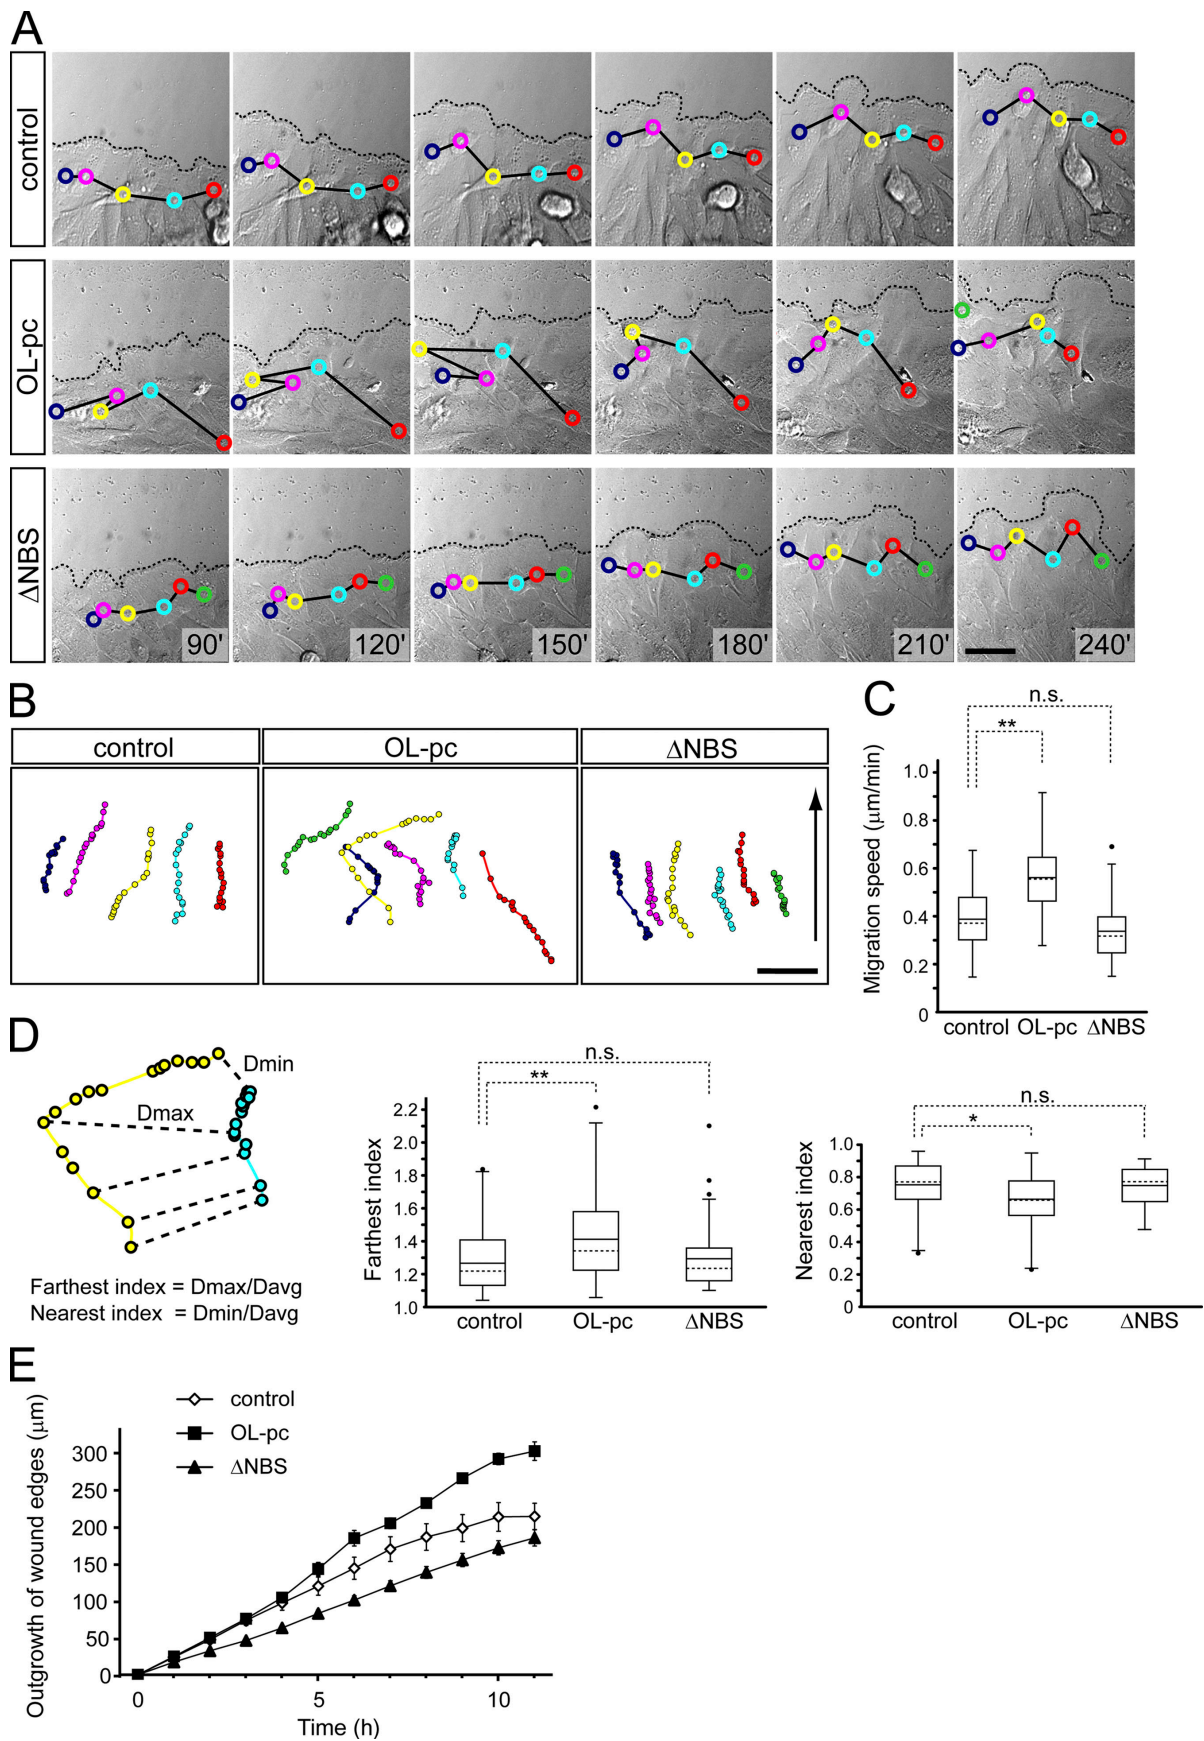 A
control
OL-pc
ΔNBS
90'
120'
150'
180'
210'
240'
B
control
OL-pc
ΔNBS
C
n.s.
**
Migration speed (μm/min)
1.0
0.8
0.6
0.4
0.2
0
control
OL-pc
ΔNBS
D
Dmin
Dmax
Farthest index = Dmax/Davg
Nearest index = Dmin/Davg
n.s.
**
Farthest index
2.2
2.0
1.8
1.6
1.4
1.2
1.0
control
OL-pc
ΔNBS
n.s.
*
Nearest index
1.0
0.8
0.6
0.4
0.2
0
control
OL-pc
ΔNBS
E
control
OL-pc
ΔNBS
Outgrowth of wound edges (μm)
300
250
200
150
100
50
0
0
5
10
Time (h)